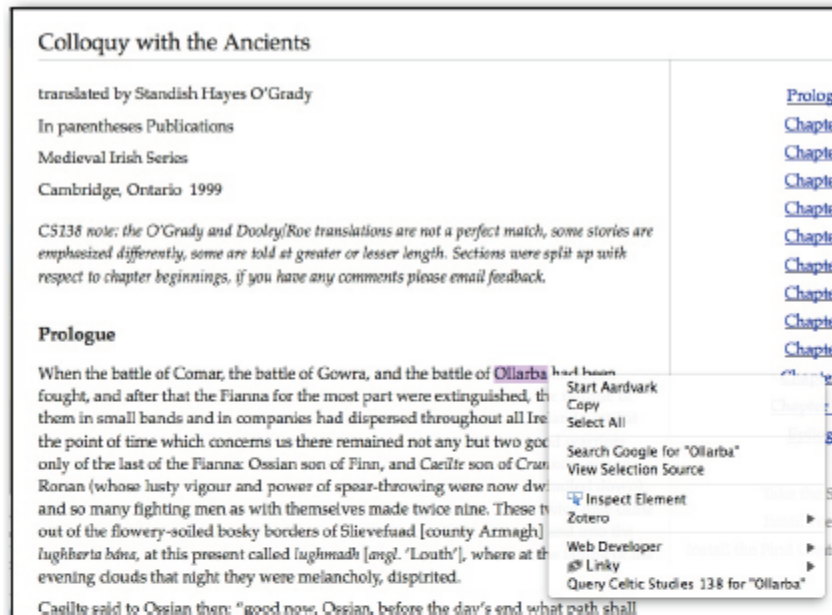 Colloquy with the Ancients
translated by Standish Hayes O'Grady
In parentheses Publications
Medieval Irish Series
Cambridge, Ontario 1999
CS138 note: the O'Grady and Dooley/Roe translations are not a perfect match, some stories are
emphasized differently, some are told at greater or lesser length. Sections were split up with
respect to chapter beginnings, if you have any comments please email feedback.
Prologue
When the battle of Comar, the battle of Gowra, and the battle of Ollarba had been
fought, and after that the Fianna for the most part were extinguished,
them in small bands and in companies had dispersed throughout all
the point of time which concerns us there remained not any but two
only of the last of the Fianna: Ossian son of Finn, and Caeilte son of
Ronan (whose lusty vigour and power of spear-throwing were now
and so many fighting men as with themselves made twice nine. These
out of the flowery-soiled bosky borders of Slievefuad [county Armagh]
lughbarta bána, at this present called lughmadh [angl. 'Louth'], where at
evening clouds that night they were melancholy, dispirited.
Caeilte said to Ossian then: "good now, Ossian, before the day's end what path shall
Prolog
Chapte
Chapte
Chapte
Chapte
Chapte
Chapte
Chapte
Chapte
Chapte
Start Aardvark
Copy
Select All
Search Google for "Ollarba"
View Selection Source
Inspect Element
Zotero
Web Developer
Linky
Query Celtic Studies 138 for "Ollarba"